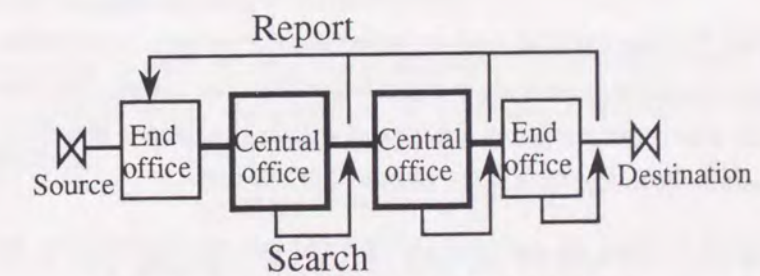 Report
End
office
Central
office
Central
office
End
office
Source
Destination
Search